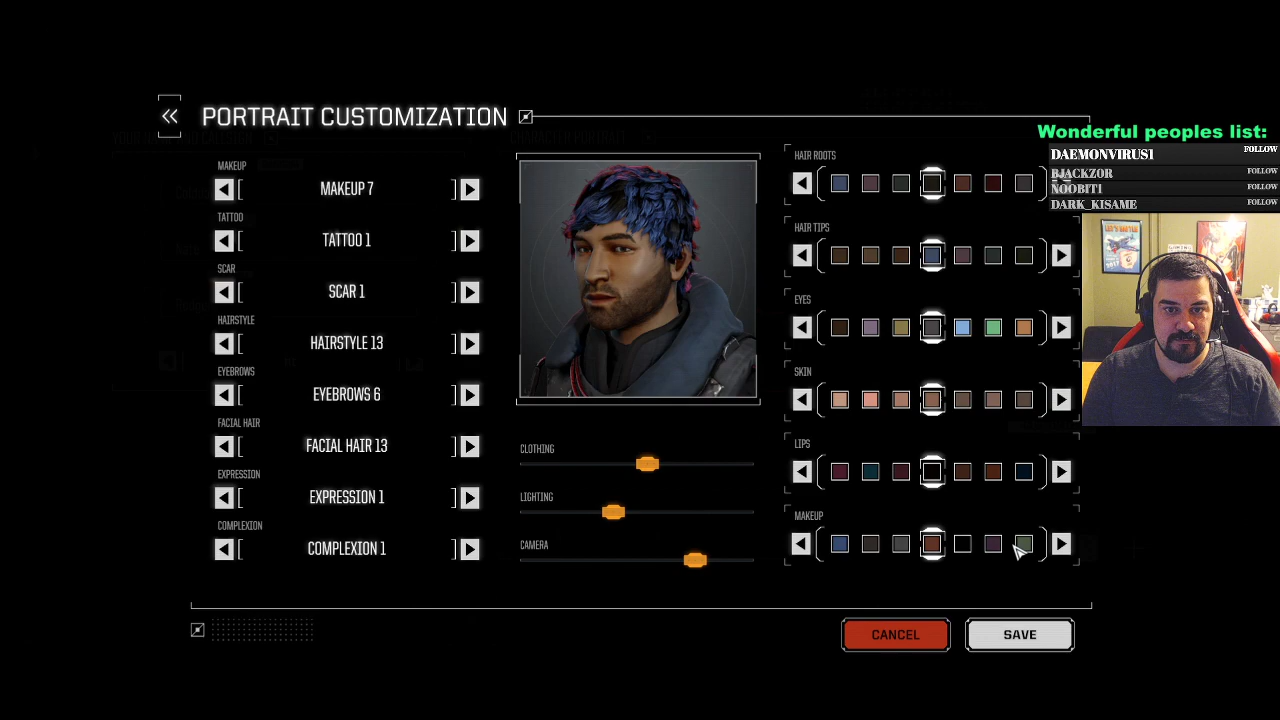 PORTRAIT CUSTOMIZATION
MAKEUP
MAKEUP 7
TATTOO
TATTOO 1
SCAR
SCAR 1
HAIRSTYLE
HAIRSTYLE 13
EYEBROWS
EYEBROWS 6
FACIAL HAIR
FACIAL HAIR 13
EXPRESSION
EXPRESSION 1
COMPLEXION
COMPLEXION 1
CLOTHING
LIGHTING
CAMERA
HAIR ROOTS
HAIR TIPS
EYES
SKIN
LIPS
MAKEUP
CANCEL
SAVE
Wonderful peoples list:
DAEMONVIRUS1 FOLLOW
BJACKZOR FOLLOW
NOOBIT1 FOLLOW
DARK_KISAME FOLLOW